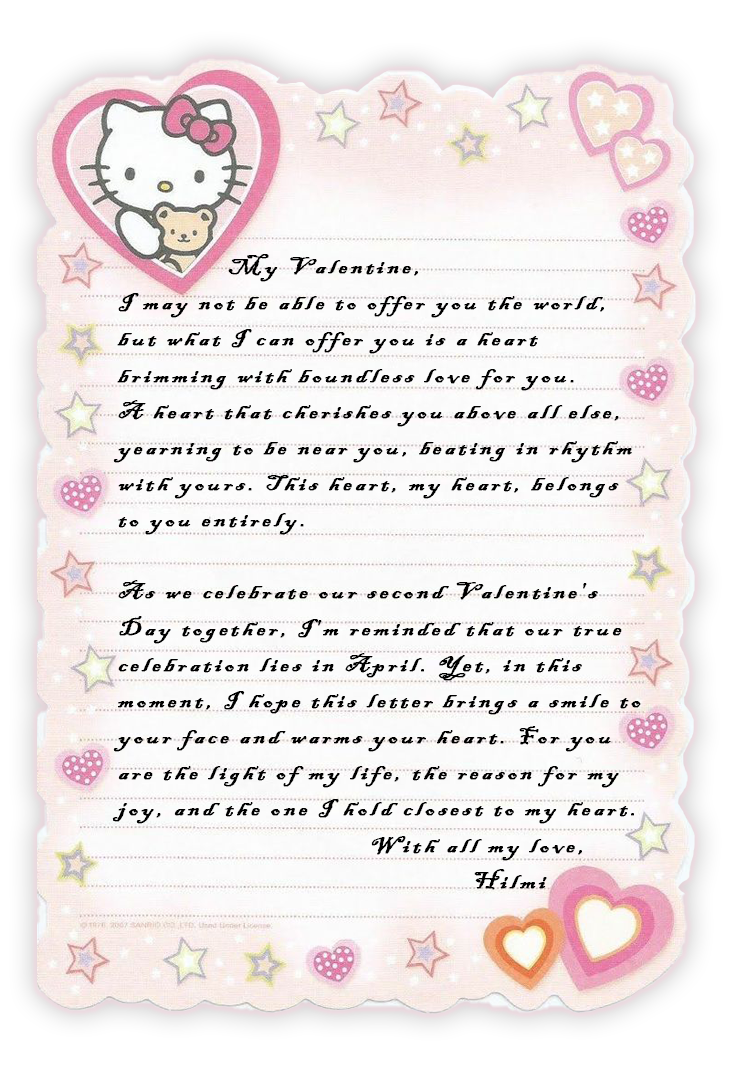 My Valentine,
I may not be able to offer you the world,
but what I can offer you is a heart
brimming with boundless love for you.
A heart that cherishes you above all else,
yearning to be near you, beating in rhythm
with yours. This heart, my heart, belongs
to you entirely.
As we celebrate our second Valentine's
Day together, I'm reminded that our true
celebration lies in April. Yet, in this
moment, I hope this letter brings a smile to
your face and warms your heart. For you
are the light of my life, the reason for my
joy, and the one I hold closest to my heart.
With all my love,
Hilmi
SANRIO CO.,LTD. Used Under License.